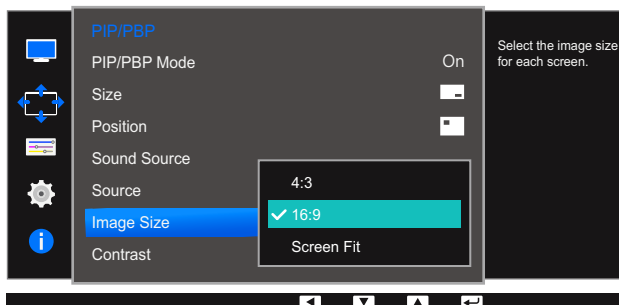 PIP/PBP
PIP/PBP Mode On
Size
Position
Sound Source
Source
Image Size
Contrast
4:3
16:9
Screen Fit
Select the image size
for each screen.